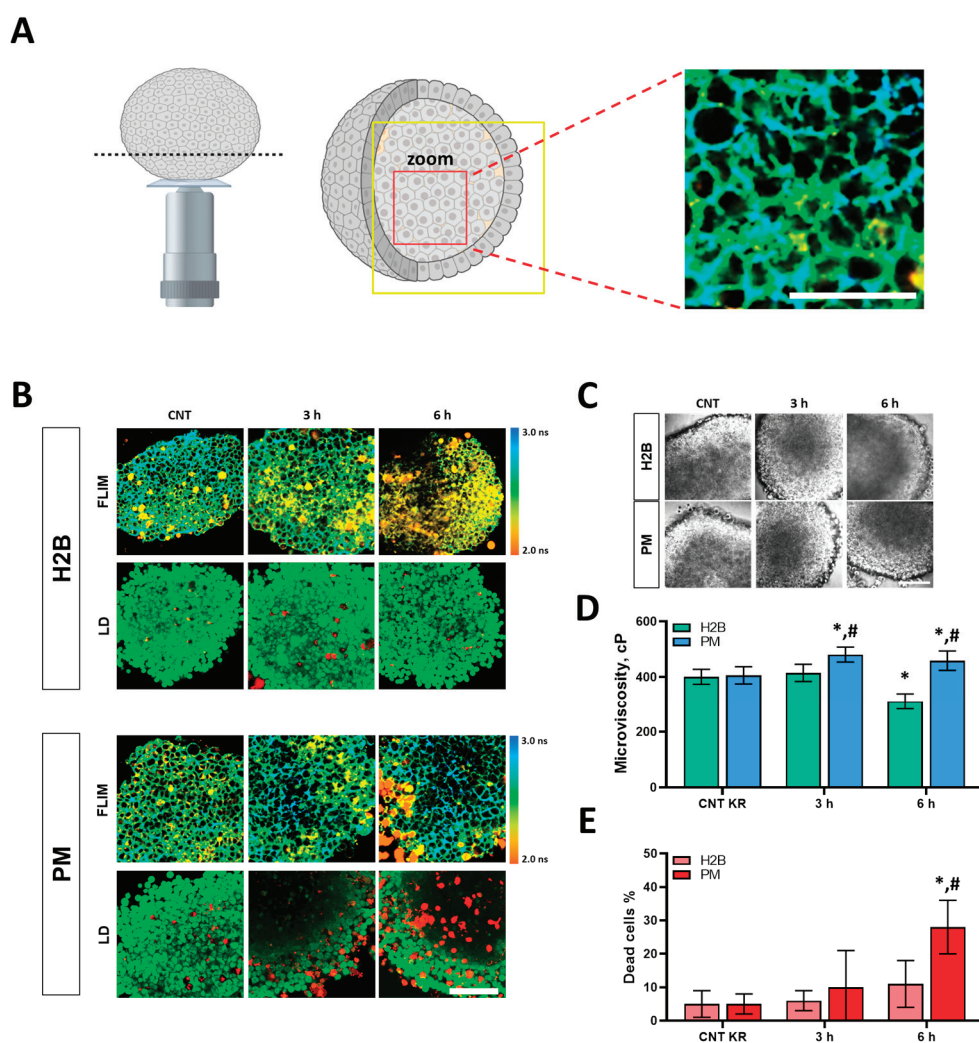 A
zoom
B
CNT 3 h 6 h
H2B
FLIM
3.0 ns
2.0 ns
LD
PM
FLIM
3.0 ns
2.0 ns
LD
C
CNT 3 h 6 h
H2B
PM
D
Microviscosity, cP
600
400
200
0
H2B
PM
*,# *,#
*
CNT KR 3 h 6 h
E
Dead cells %
50
40
30
20
10
0
H2B
PM
*,#
CNT KR 3 h 6 h